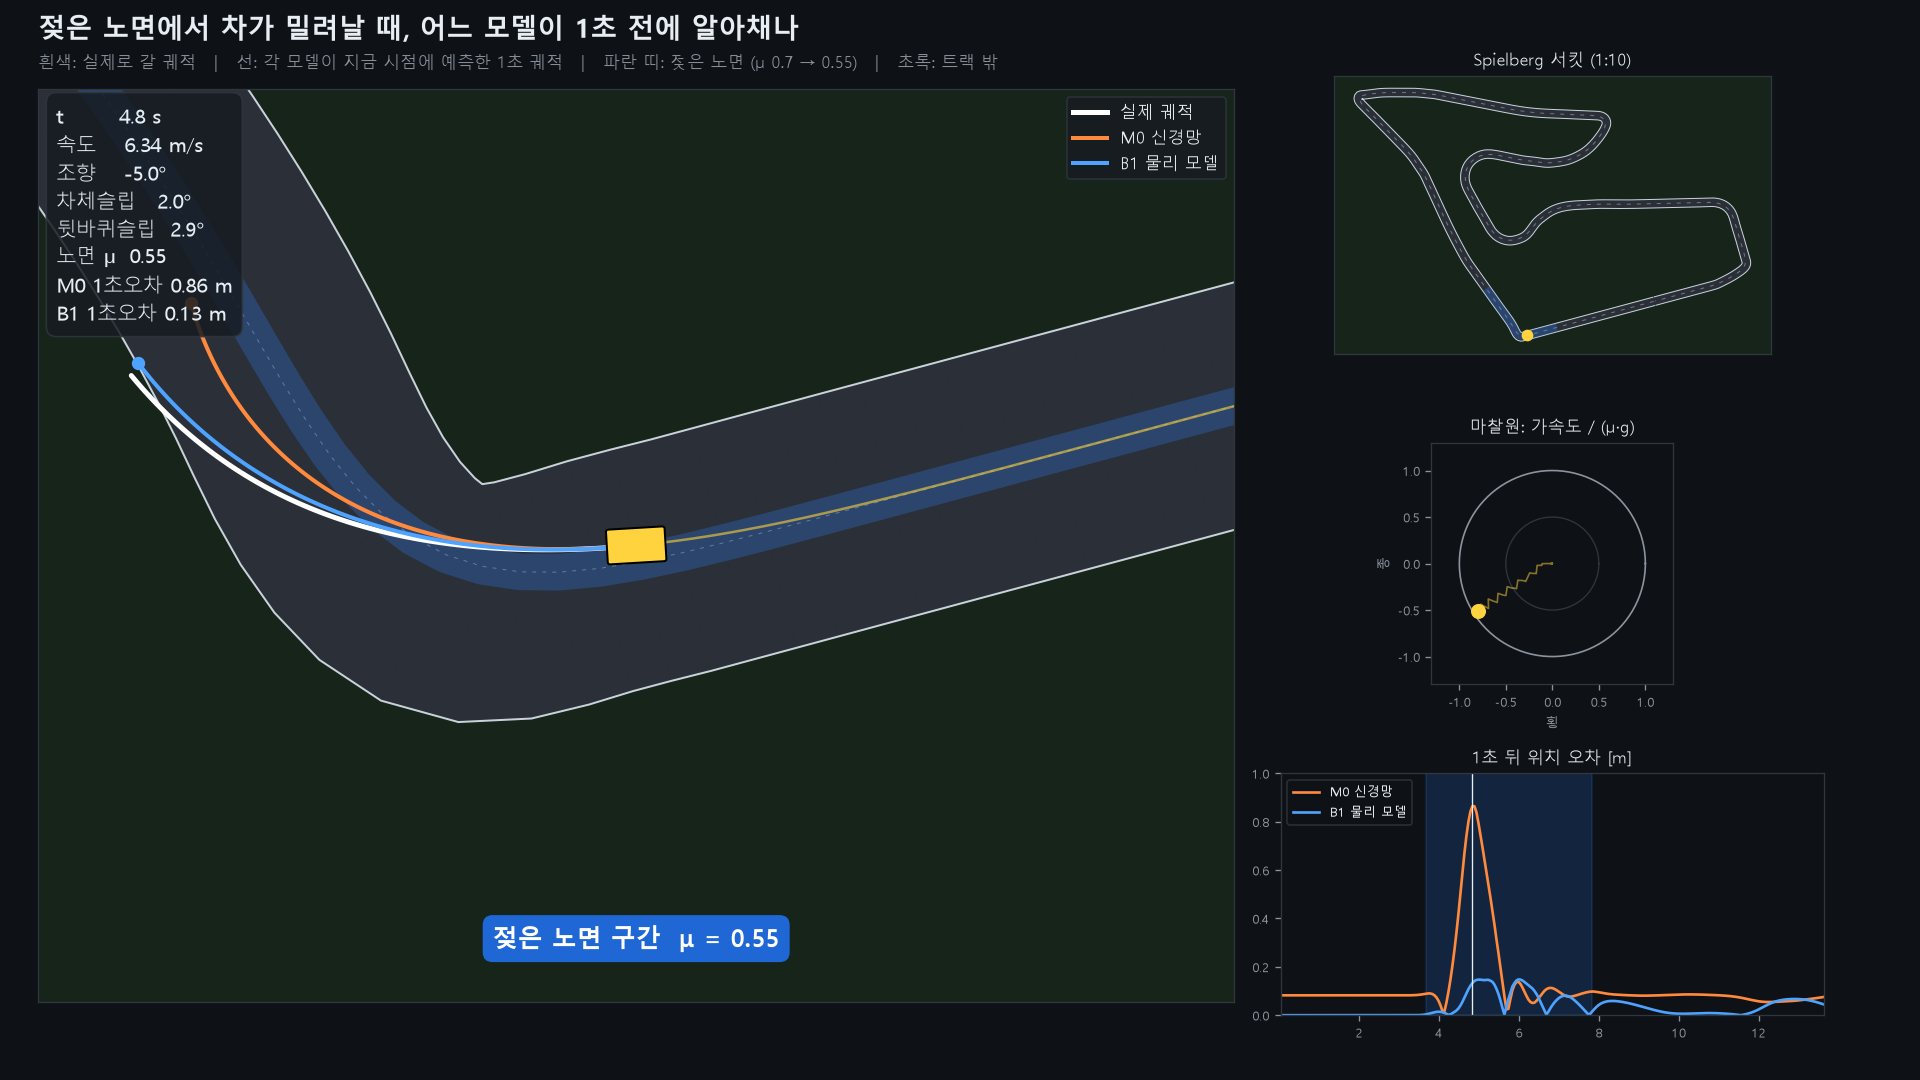 젖은 노면에서 차가 밀려날 때, 어느 모델이 1초 전에 알아채나
흰색: 실제로 갈 궤적 | 선: 각 모델이 지금 시점에 예측한 1초 궤적 | 파란 띠: 젖은 노면 (μ 0.7 → 0.55) | 초록: 트랙 밖
t 4.8 s
속도 6.34 m/s
조향 -5.0°
차체슬립 2.0°
뒷바퀴슬립 2.9°
노면 μ 0.55
M0 1초오차 0.86 m
B1 1초오차 0.13 m
실제 궤적
M0 신경망
B1 물리 모델
젖은 노면 구간 μ = 0.55
Spielberg 서킷 (1:10)
마찰원: 가속도 / (μ·g)
종
1.0
0.5
0.0
-0.5
-1.0
-1.0 -0.5 0.0 0.5 1.0
횡
1초 뒤 위치 오차 [m]
M0 신경망
B1 물리 모델
1.0
0.8
0.6
0.4
0.2
0.0
2 4 6 8 10 12